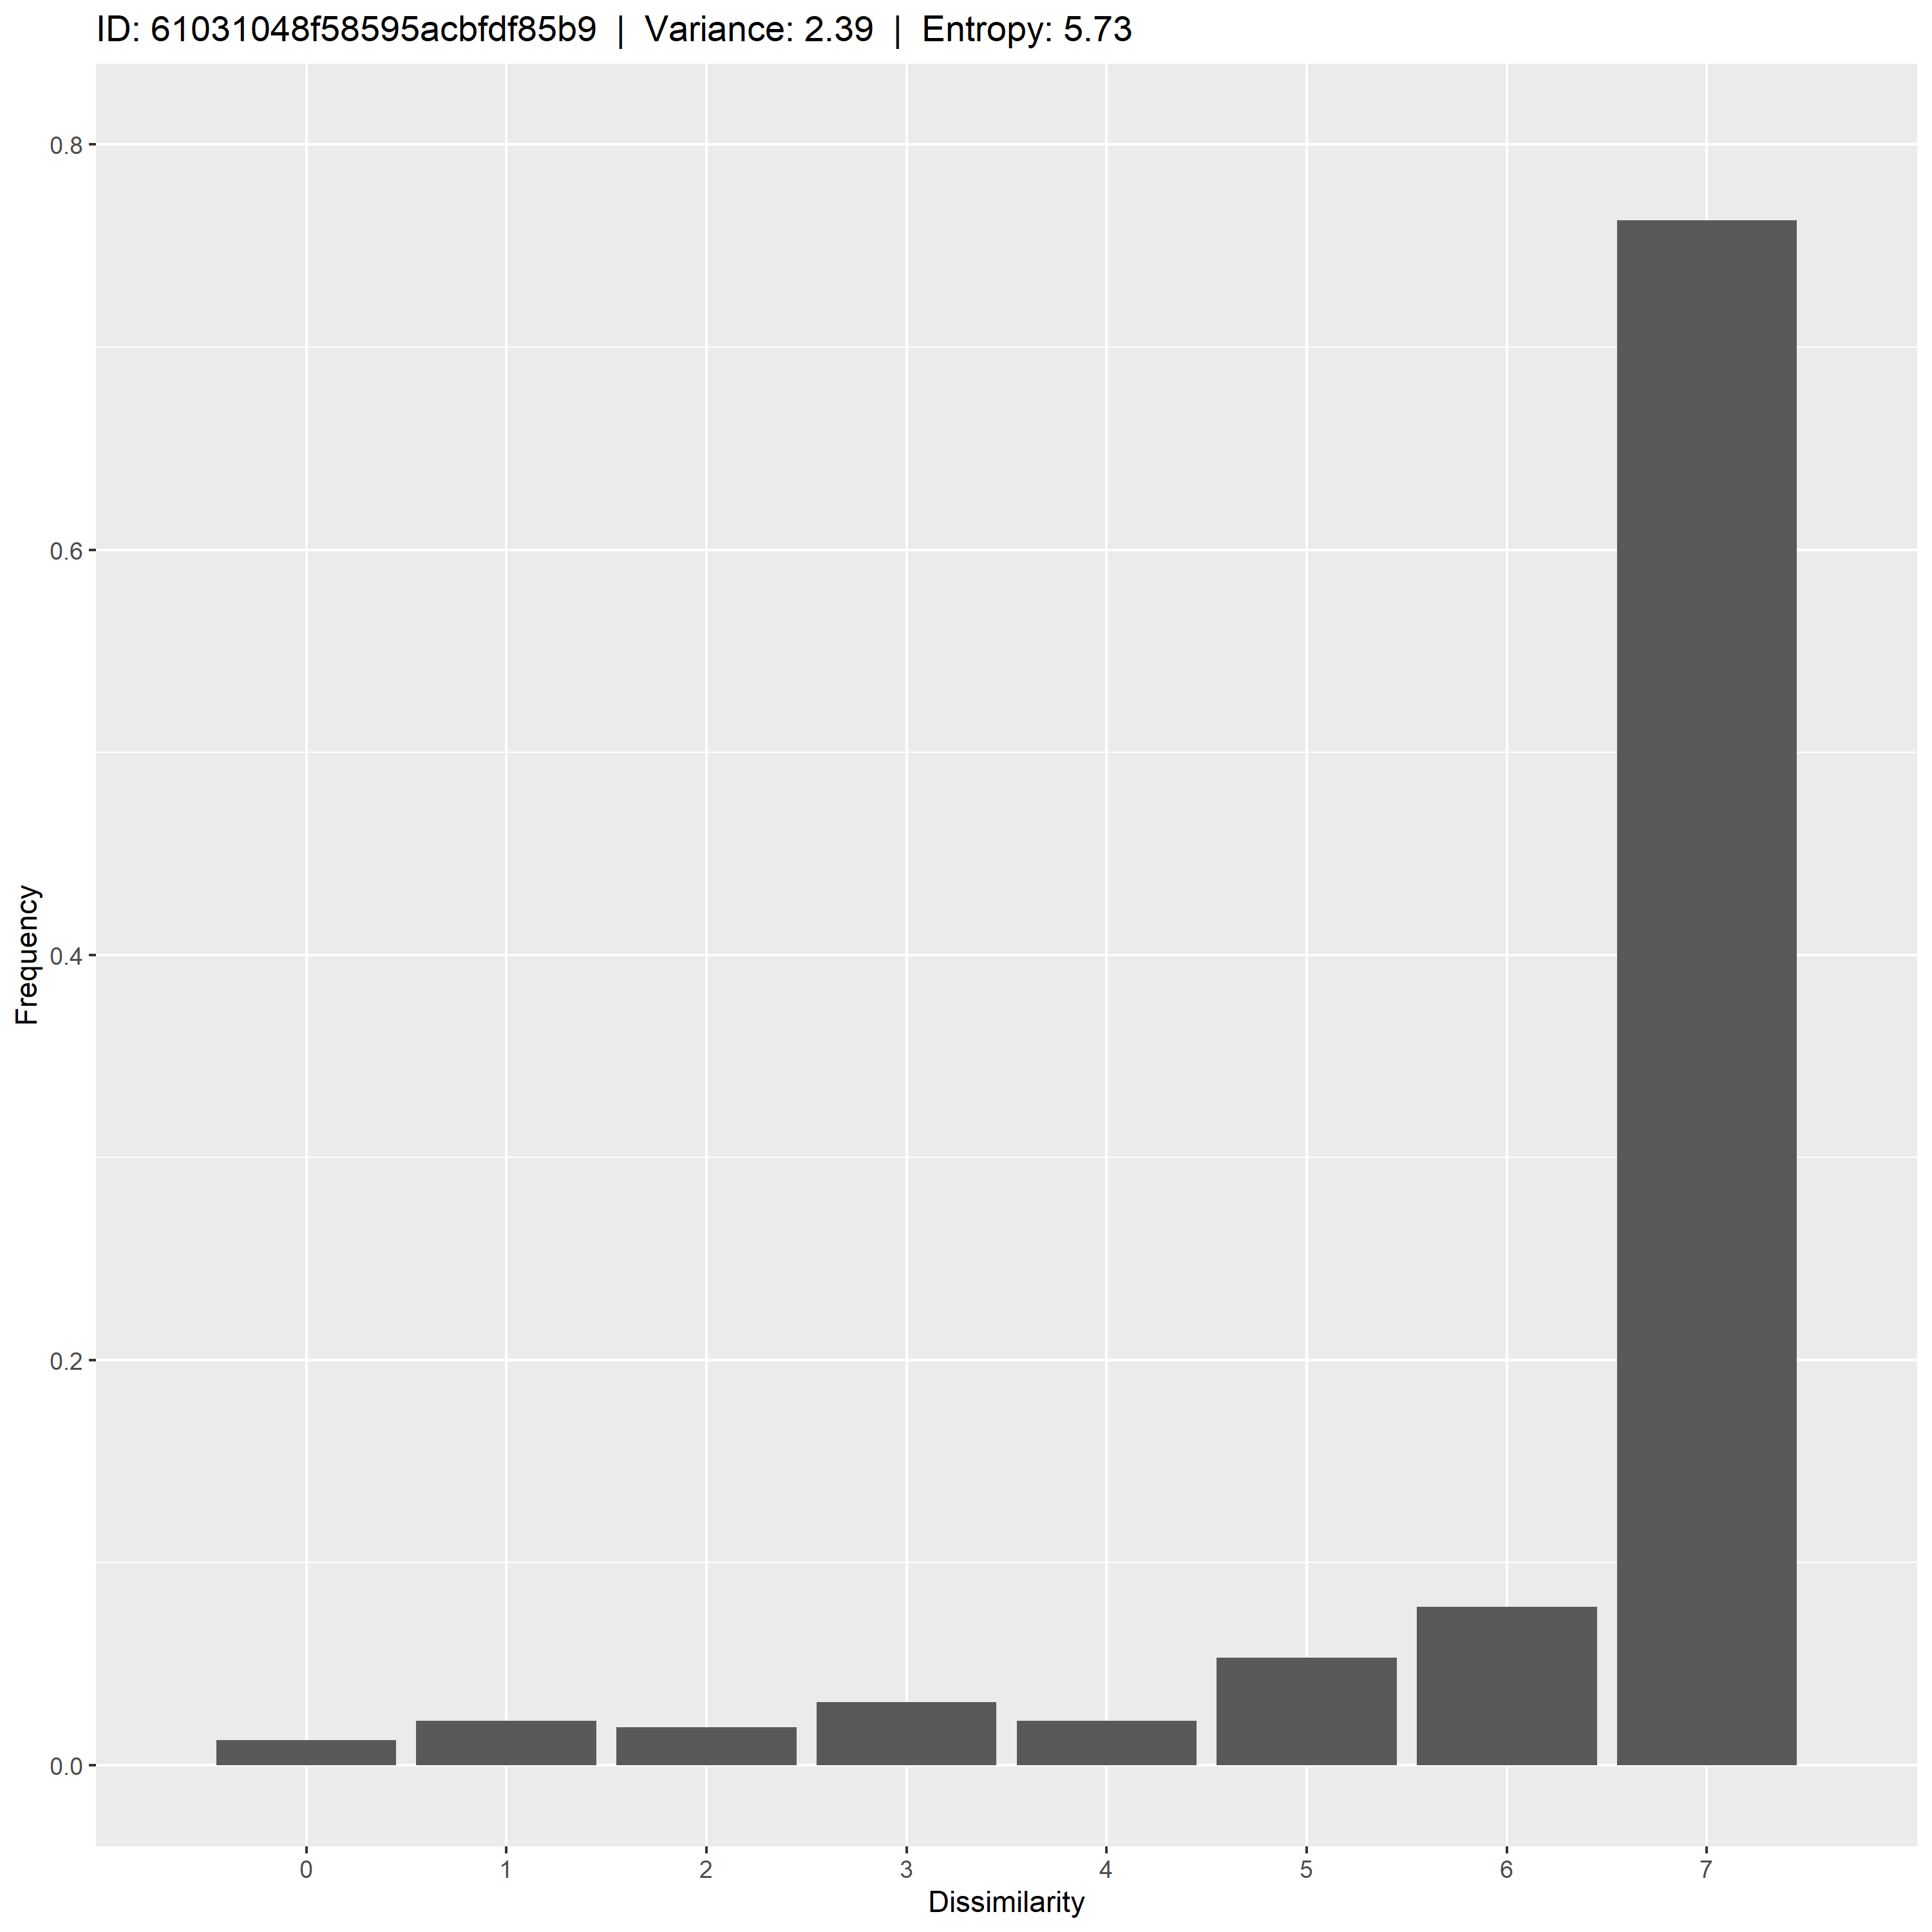 ID: 61031048f58595acbfdf85b9 | Variance: 2.39 | Entropy: 5.73
0.8
0.6
0.4
0.2
0.0
Frequency
0 1 2 3 4 5 6 7
Dissimilarity